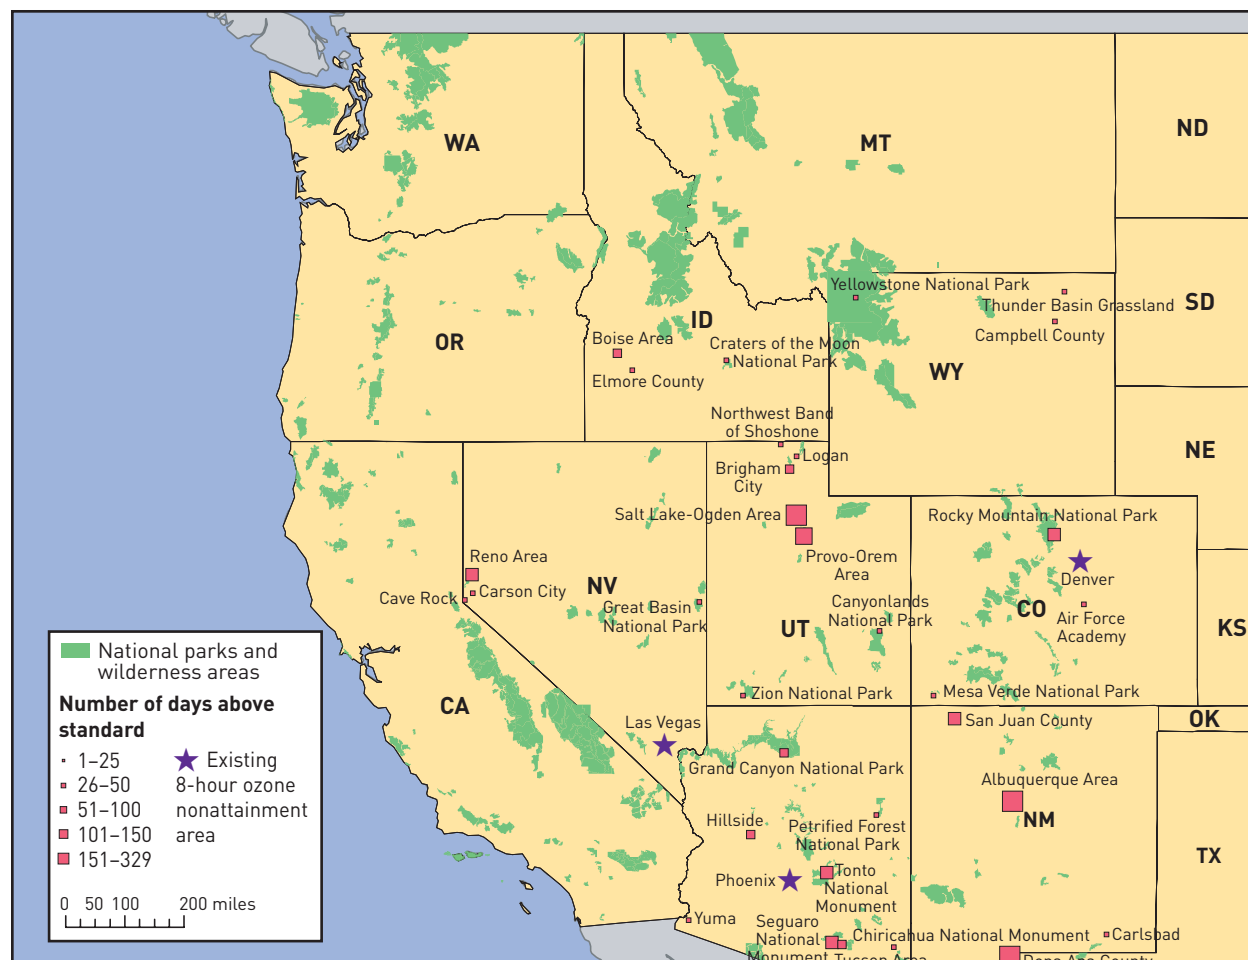 WA
MT
ND
OR
ID
Yellowstone National Park
Thunder Basin Grassland
Campbell County
SD
WY
Boise Area
Elmore County
Craters of the Moon
National Park
Northwest Band
of Shoshone
Logan
Brigham
City
NE
Salt Lake-Ogden Area
Provo-Orem
Area
Rocky Mountain National Park
Denver
CO
Air Force
Academy
KS
Reno Area
Carson City
Cave Rock
NV
Great Basin
National Park
UT
Canyonlands
National Park
Zion National Park
Mesa Verde National Park
CA
Las Vegas
San Juan County
OK
Grand Canyon National Park
Albuquerque Area
NM
Hillside
Petrified Forest
National Park
TX
Phoenix
Tonto
National
Monument
Yuma
Seguaro
National
Monument
Chiricahua National Monument
Tucson Area
Carlsbad
Dona Ana County
National parks and
wilderness areas
Number of days above
standard
1–25
26–50
51–100
101–150
151–329
Existing
8-hour ozone
nonattainment
area
0 50 100 200 miles